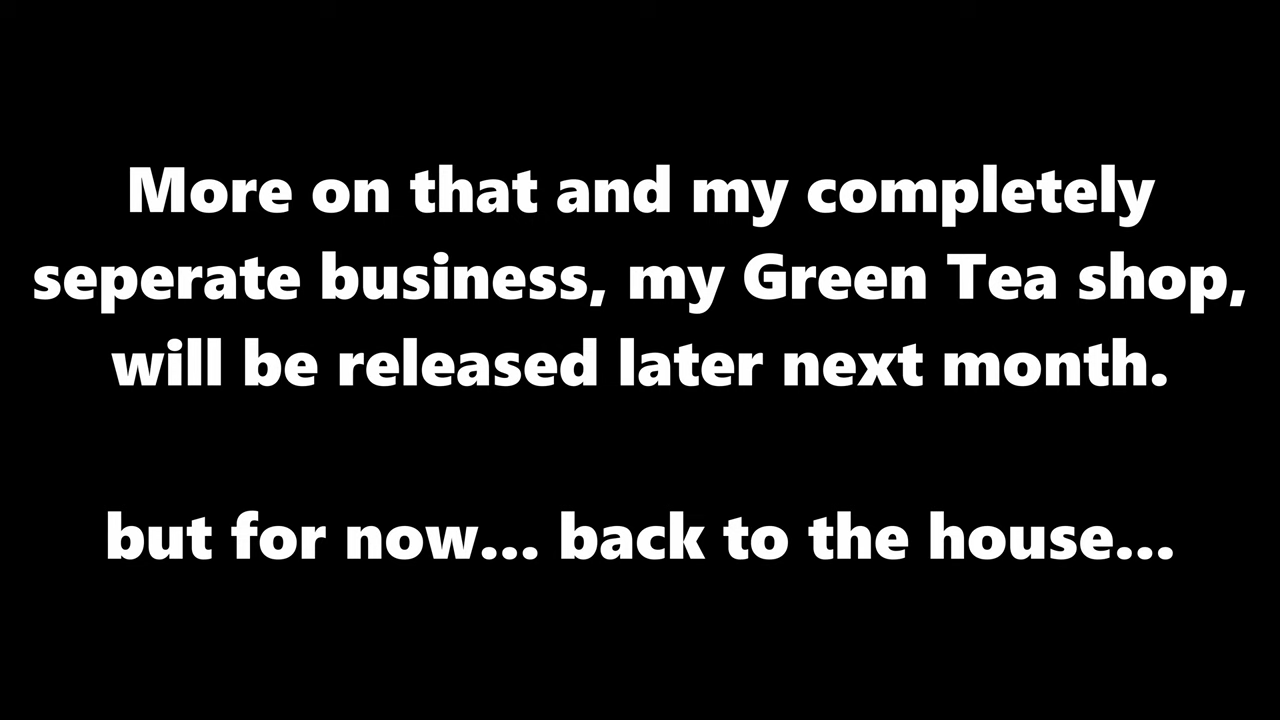 More on that and my completely
seperate business, my Green Tea shop,
will be released later next month.
but for now... back to the house...